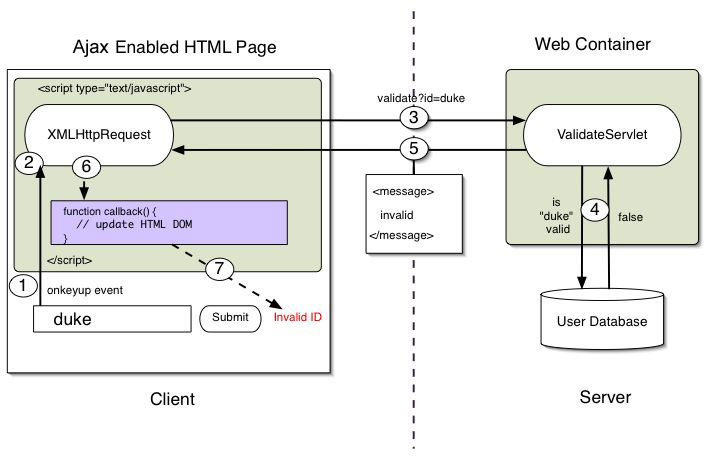 Ajax Enabled HTML Page
Web Container
<script type="text/javascript">
validate?id=duke
XMLHttpRequest
3
ValidateServlet
2
6
5
<message>
invalid
</message>
function callback() {
// update HTML DOM
}
is
"duke"
valid
4
false
</script>
7
1
onkeyup event
duke
Submit
Invalid ID
User Database
Client
Server